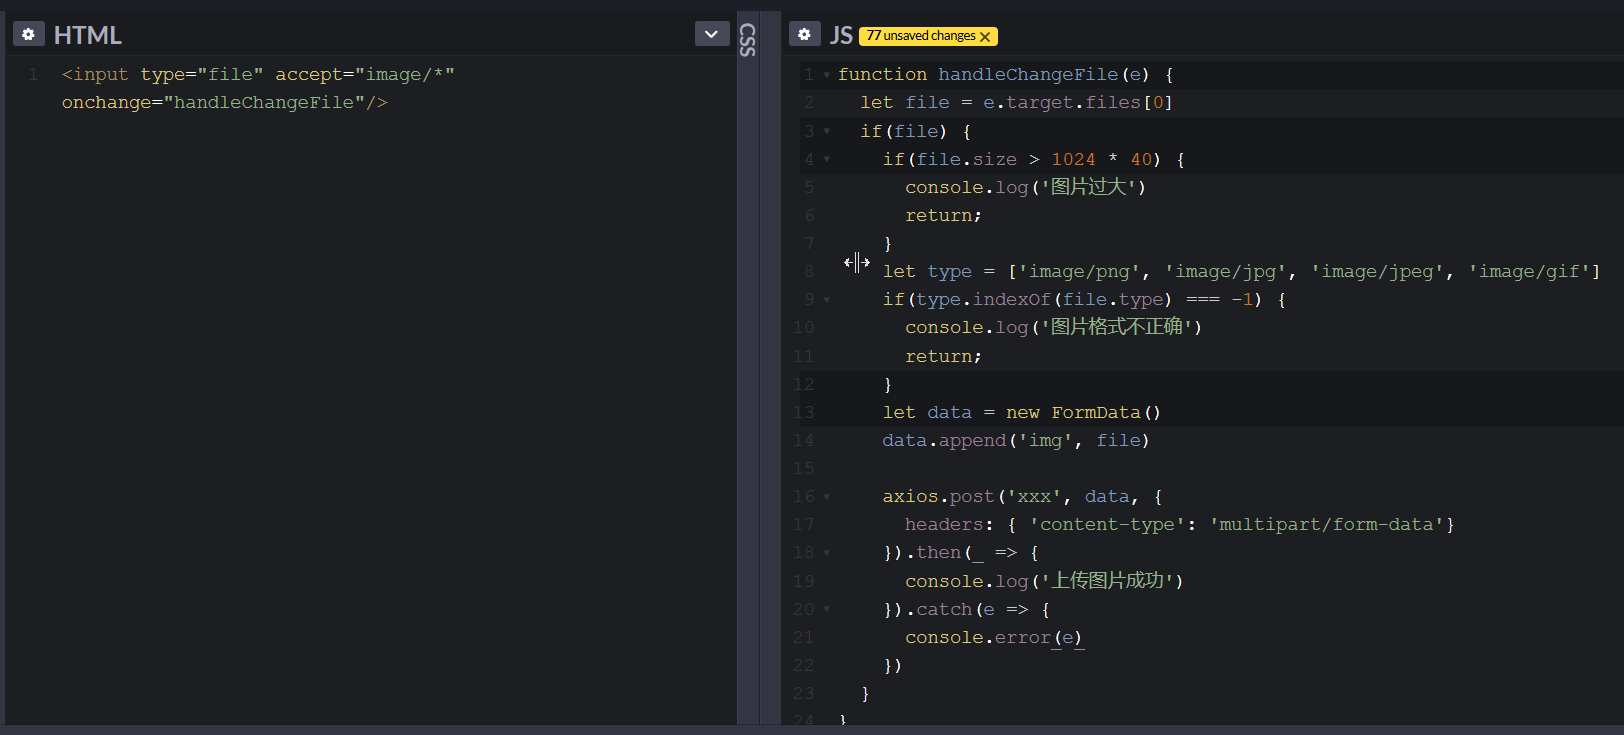 HTML
1 <input type="file" accept="image/*"
onchange="handleChangeFile"/>
CSS
JS 77 unsaved changes ×
1 function handleChangeFile(e) {
2 let file = e.target.files[0]
3 if(file) {
4 if(file.size > 1024 * 40) {
5 console.log('图片过大')
6 return;
7 }
8 let type = ['image/png', 'image/jpg', 'image/jpeg', 'image/gif']
9 if(type.indexOf(file.type) === -1) {
10 console.log('图片格式不正确')
11 return;
12 }
13 let data = new FormData()
14 data.append('img', file)
15
16 axios.post('xxx', data, {
17 headers: { 'content-type': 'multipart/form-data'}
18 }).then(_ => {
19 console.log('上传图片成功')
20 }).catch(e => {
21 console.error(e)
22 })
23 }
24 }